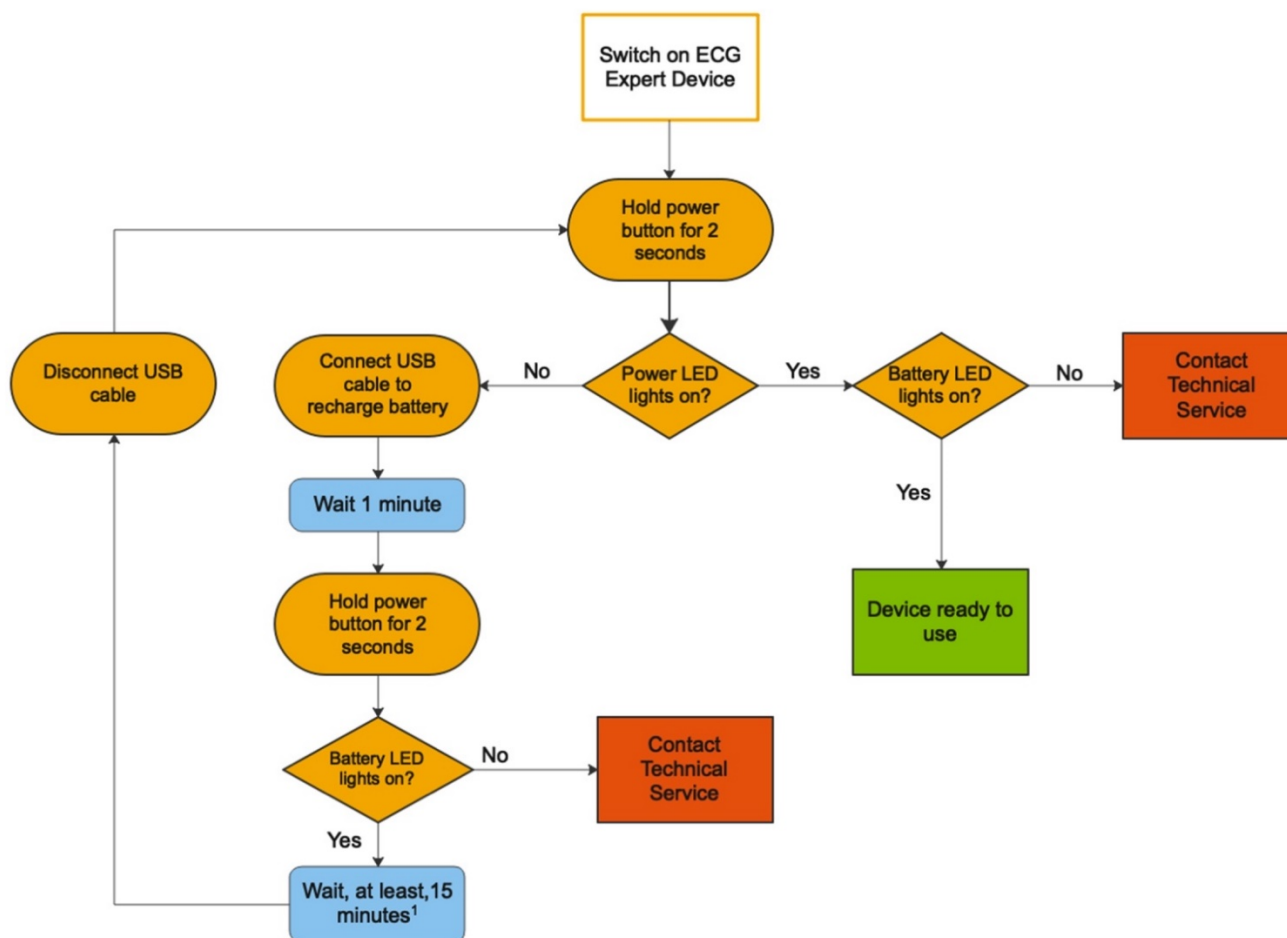 Switch on ECG
Expert Device
Hold power
button for 2
seconds
Disconnect USB
cable
Connect USB
cable to
recharge battery
No
Power LED
lights on?
Yes
Battery LED
lights on?
No
Contact
Technical
Service
Wait 1 minute
Yes
Hold power
button for 2
seconds
Device ready to
use
Battery LED
lights on?
No
Contact
Technical
Service
Yes
Wait, at least,15
minutes¹